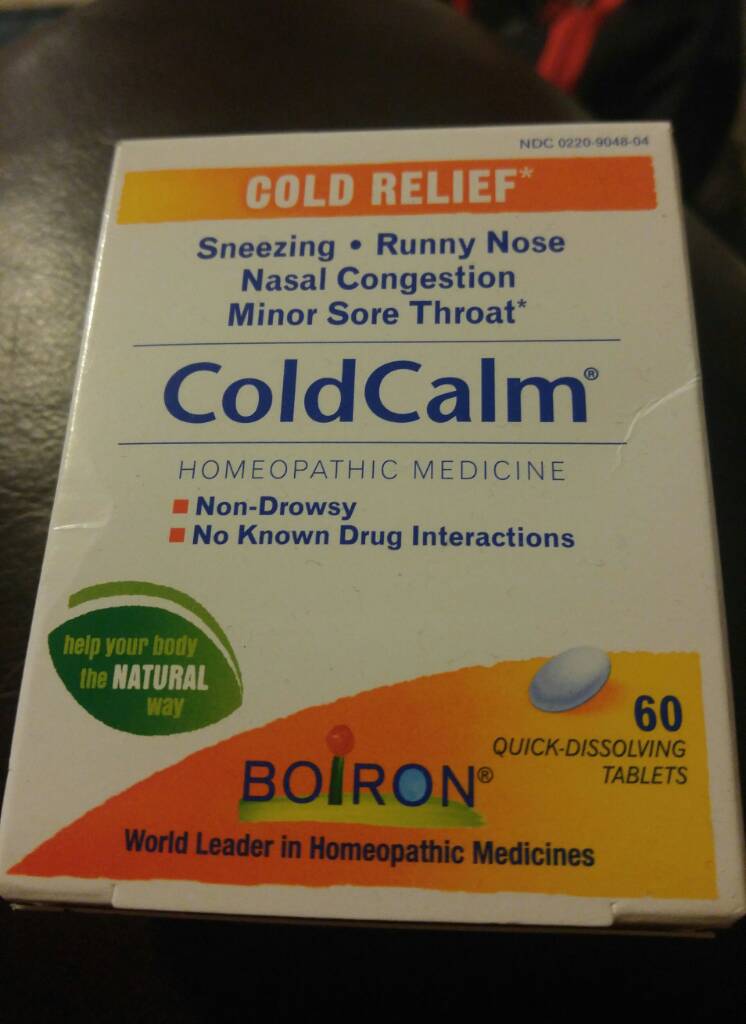 NDC 0220-9048-04
COLD RELIEF*
Sneezing • Runny Nose
Nasal Congestion
Minor Sore Throat*
ColdCalm®
HOMEOPATHIC MEDICINE
Non-Drowsy
No Known Drug Interactions
help your body
the NATURAL
way
60
QUICK-DISSOLVING
TABLETS
BOIRON®
World Leader in Homeopathic Medicines